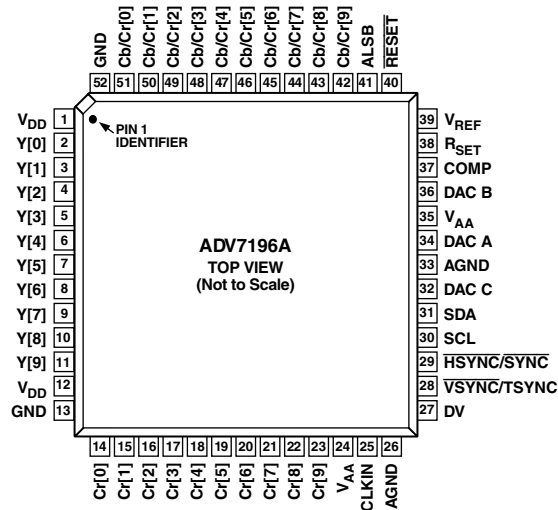 GND
Cb/Cr[0]
Cb/Cr[1]
Cb/Cr[2]
Cb/Cr[3]
Cb/Cr[4]
Cb/Cr[5]
Cb/Cr[6]
Cb/Cr[7]
Cb/Cr[8]
Cb/Cr[9]
ALSB
RESET
52 51 50 49 48 47 46 45 44 43 42 41 40
VDD 1
Y[0] 2
Y[1] 3
Y[2] 4
Y[3] 5
Y[4] 6
Y[5] 7
Y[6] 8
Y[7] 9
Y[8] 10
Y[9] 11
VDD 12
GND 13
PIN 1
IDENTIFIER
ADV7196A
TOP VIEW
(Not to Scale)
39 VREF
38 RSET
37 COMP
36 DAC B
35 VAA
34 DAC A
33 AGND
32 DAC C
31 SDA
30 SCL
29 HSYNC/SYNC
28 VSYNC/TSYNC
27 DV
14 15 16 17 18 19 20 21 22 23 24 25 26
Cr[0]
Cr[1]
Cr[2]
Cr[3]
Cr[4]
Cr[5]
Cr[6]
Cr[7]
Cr[8]
Cr[9]
VAA
CLKIN
AGND